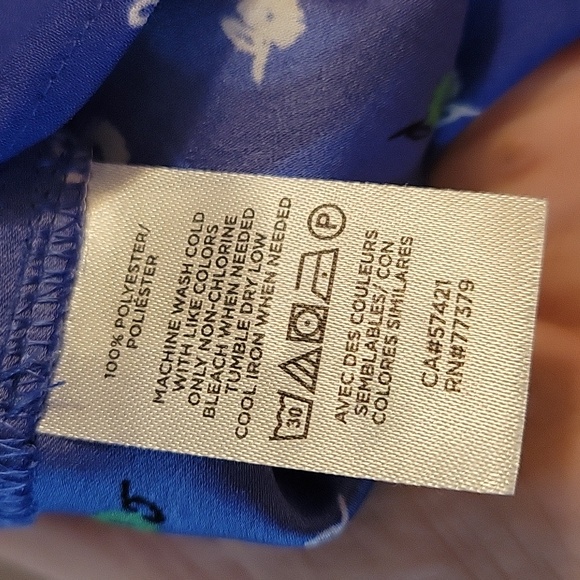 100% POLYESTER/
POLIÉSTER
MACHINE WASH COLD
WITH LIKE COLORS
ONLY NON-CHLORINE
BLEACH WHEN NEEDED
TUMBLE DRY LOW
COOL IRON WHEN NEEDED
30 P
AVEC DES COULEURS
SEMBLABLES/ CON
COLORES SIMILARES
CA#57421
RN#77379